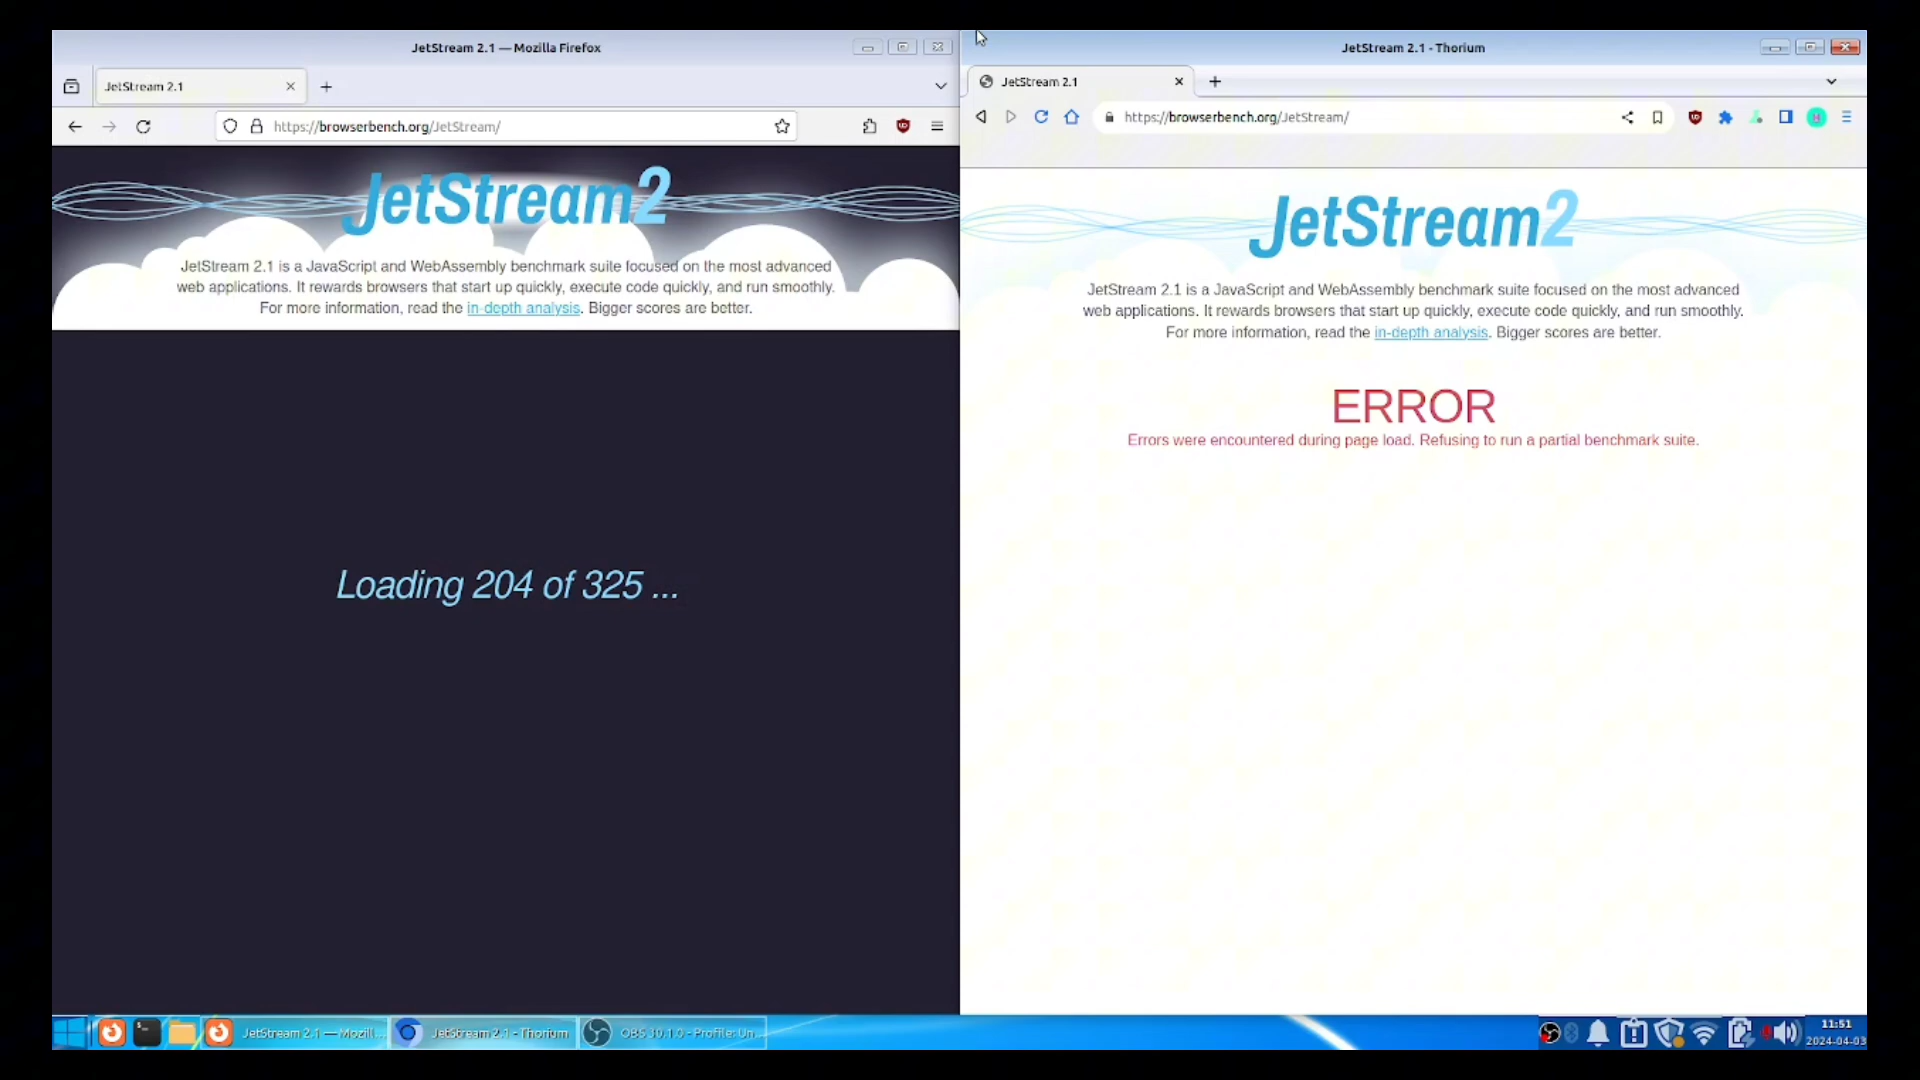 JetStream 2.1 — Mozilla Firefox
JetStream 2.1
https://browserbench.org/JetStream/
JetStream2
JetStream 2.1 is a JavaScript and WebAssembly benchmark suite focused on the most advanced
web applications. It rewards browsers that start up quickly, execute code quickly, and run smoothly.
For more information, read the in-depth analysis. Bigger scores are better.
Loading 204 of 325 ...
JetStream 2.1 - Thorium
JetStream 2.1
https://browserbench.org/JetStream/
JetStream2
JetStream 2.1 is a JavaScript and WebAssembly benchmark suite focused on the most advanced
web applications. It rewards browsers that start up quickly, execute code quickly, and run smoothly.
For more information, read the in-depth analysis. Bigger scores are better.
ERROR
Errors were encountered during page load. Refusing to run a partial benchmark suite.
JetStream 2.1 — Mozill...
JetStream 2.1 - Thorium
OBS 30.1.0 - Profile: Un...
11:51
2024-04-03